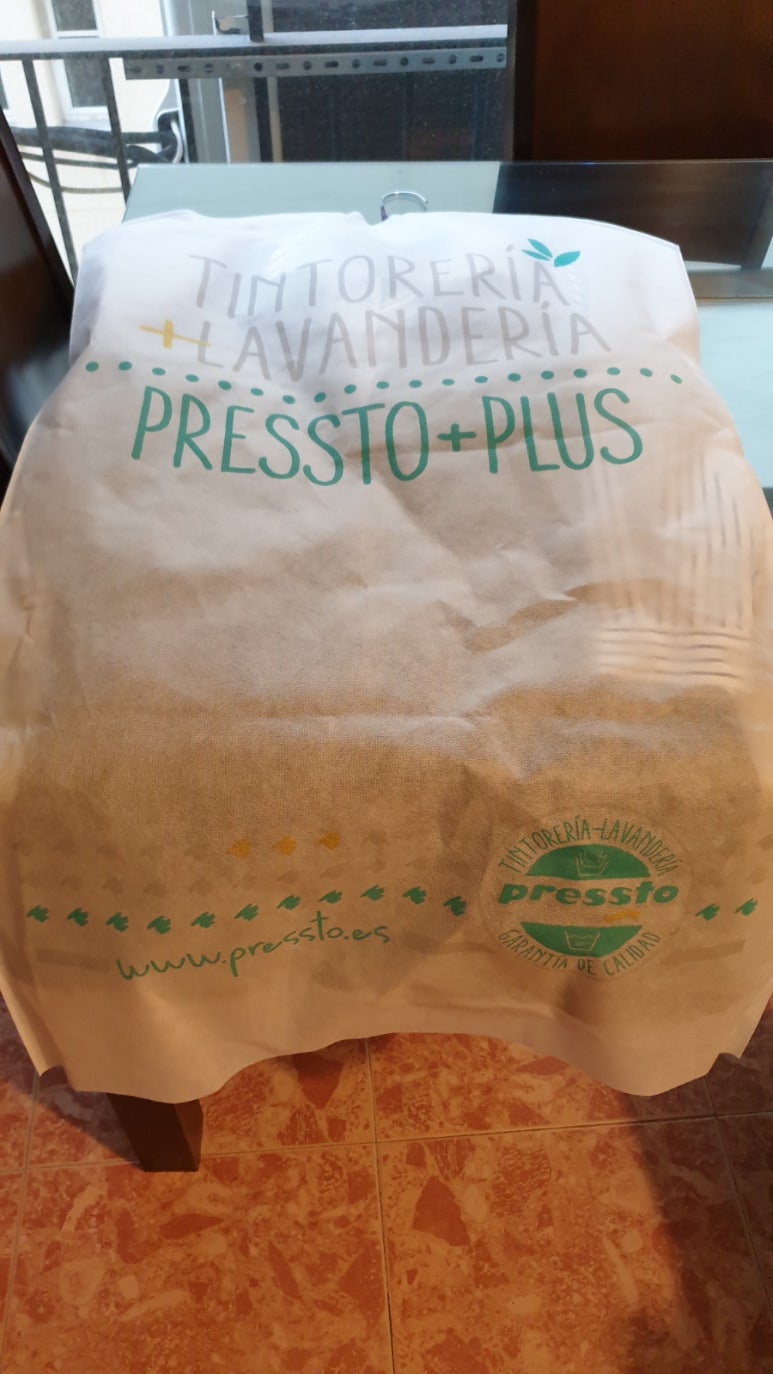 TINTORERÍA
+LAVANDERÍA
PRESSTO+PLUS
www.pressto.es
TINTORERÍA-LAVANDERÍA
pressto
GARANTÍA DE CALIDAD